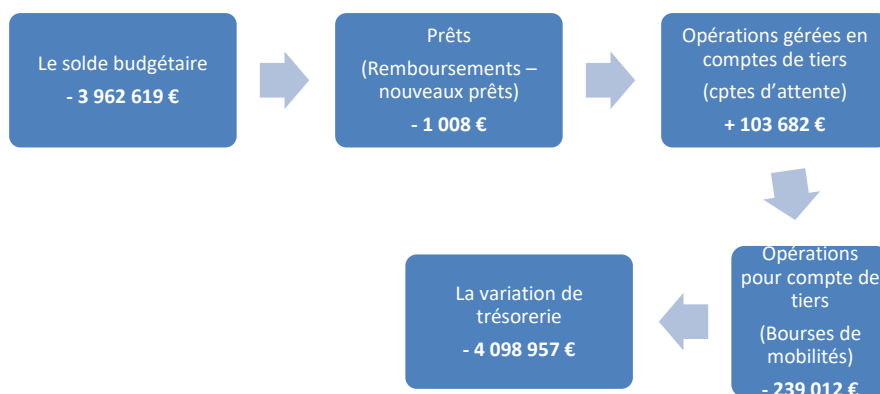 Le solde budgétaire
- 3 962 619 €
Prêts
(Remboursements –
nouveaux prêts)
- 1 008 €
Opérations gérées en
comptes de tiers
(cptes d’attente)
+ 103 682 €
Opérations
pour compte de
tiers
(Bourses de
mobilités)
- 239 012 €
La variation de
trésorerie
- 4 098 957 €